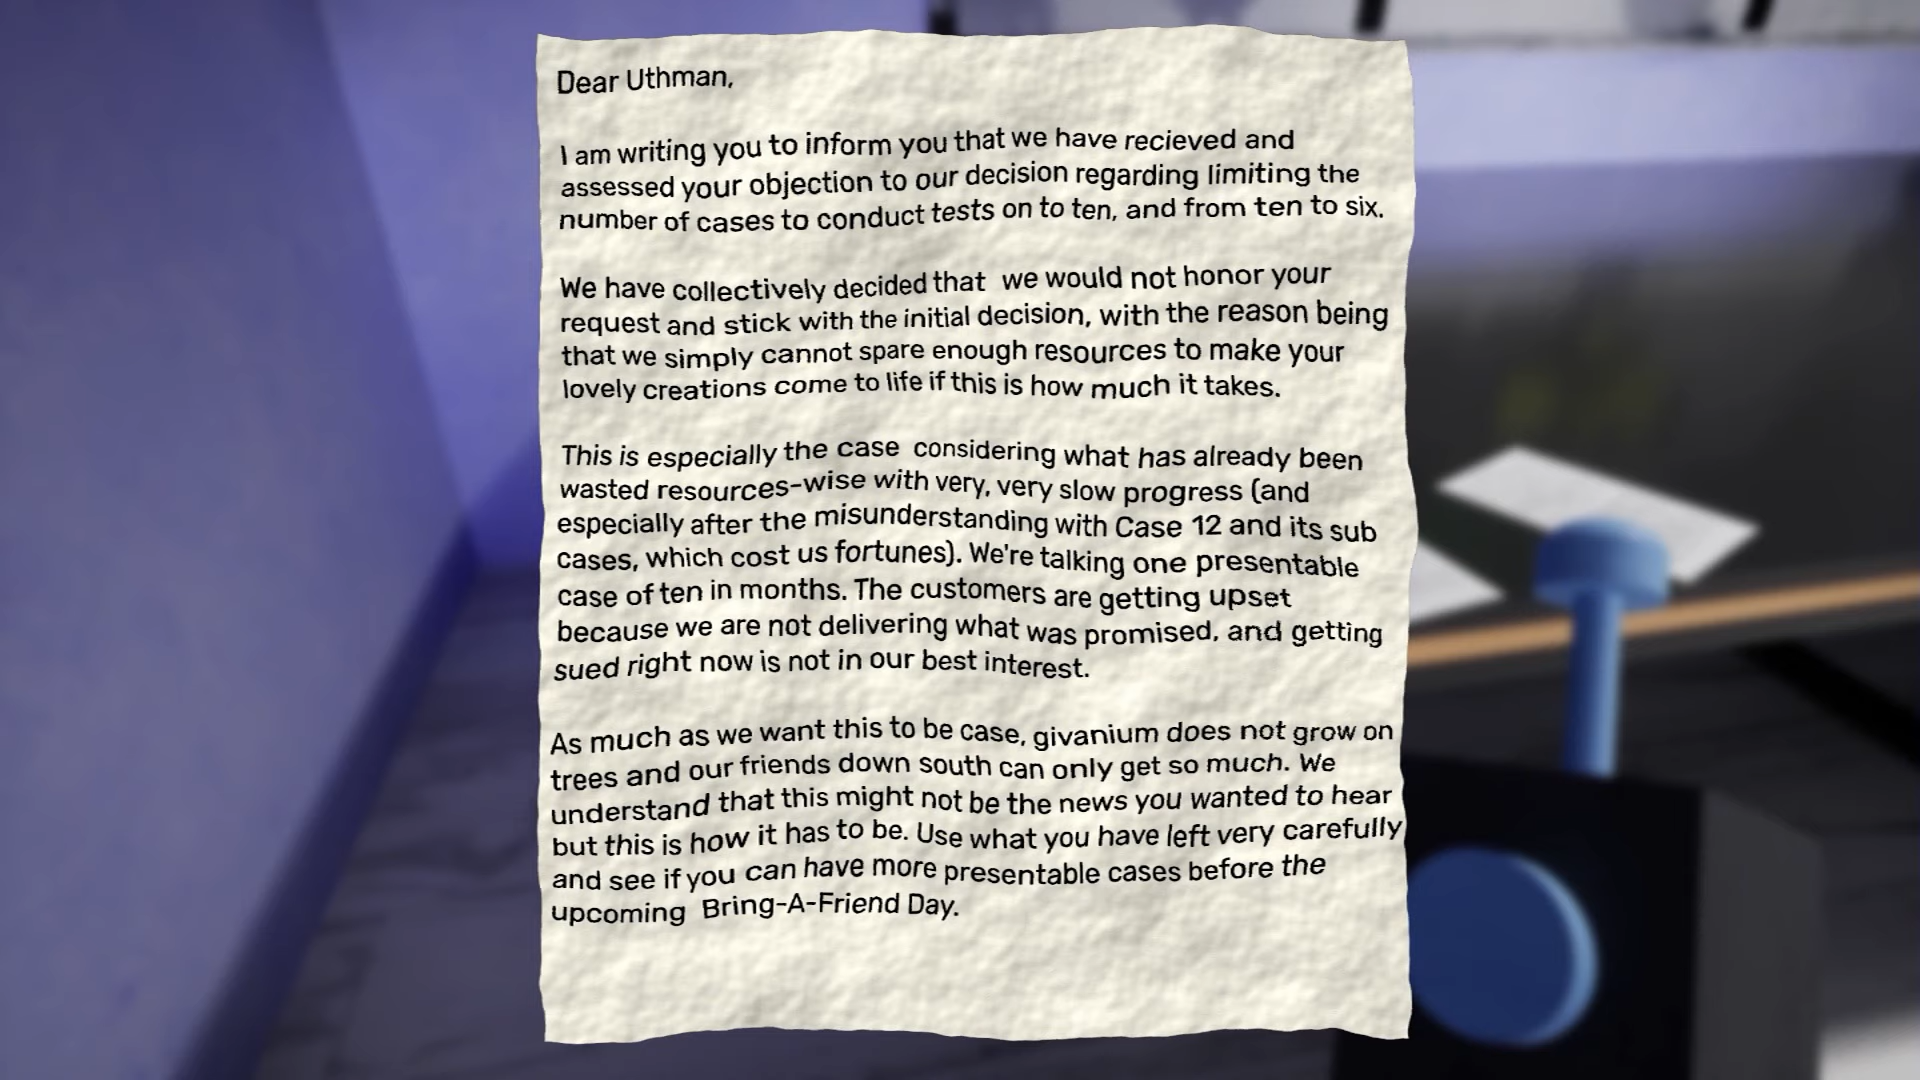 Dear Uthman,
I am writing you to inform you that we have recieved and
assessed your objection to our decision regarding limiting the
number of cases to conduct tests on to ten, and from ten to six.
We have collectively decided that we would not honor your
request and stick with the initial decision, with the reason being
that we simply cannot spare enough resources to make your
lovely creations come to life if this is how much it takes.
This is especially the case considering what has already been
wasted resources-wise with very, very slow progress (and
especially after the misunderstanding with Case 12 and its sub
cases, which cost us fortunes). We're talking one presentable
case of ten in months. The customers are getting upset
because we are not delivering what was promised, and getting
sued right now is not in our best interest.
As much as we want this to be case, givanium does not grow on
trees and our friends down south can only get so much. We
understand that this might not be the news you wanted to hear
but this is how it has to be. Use what you have left very carefully
and see if you can have more presentable cases before the
upcoming Bring-A-Friend Day.